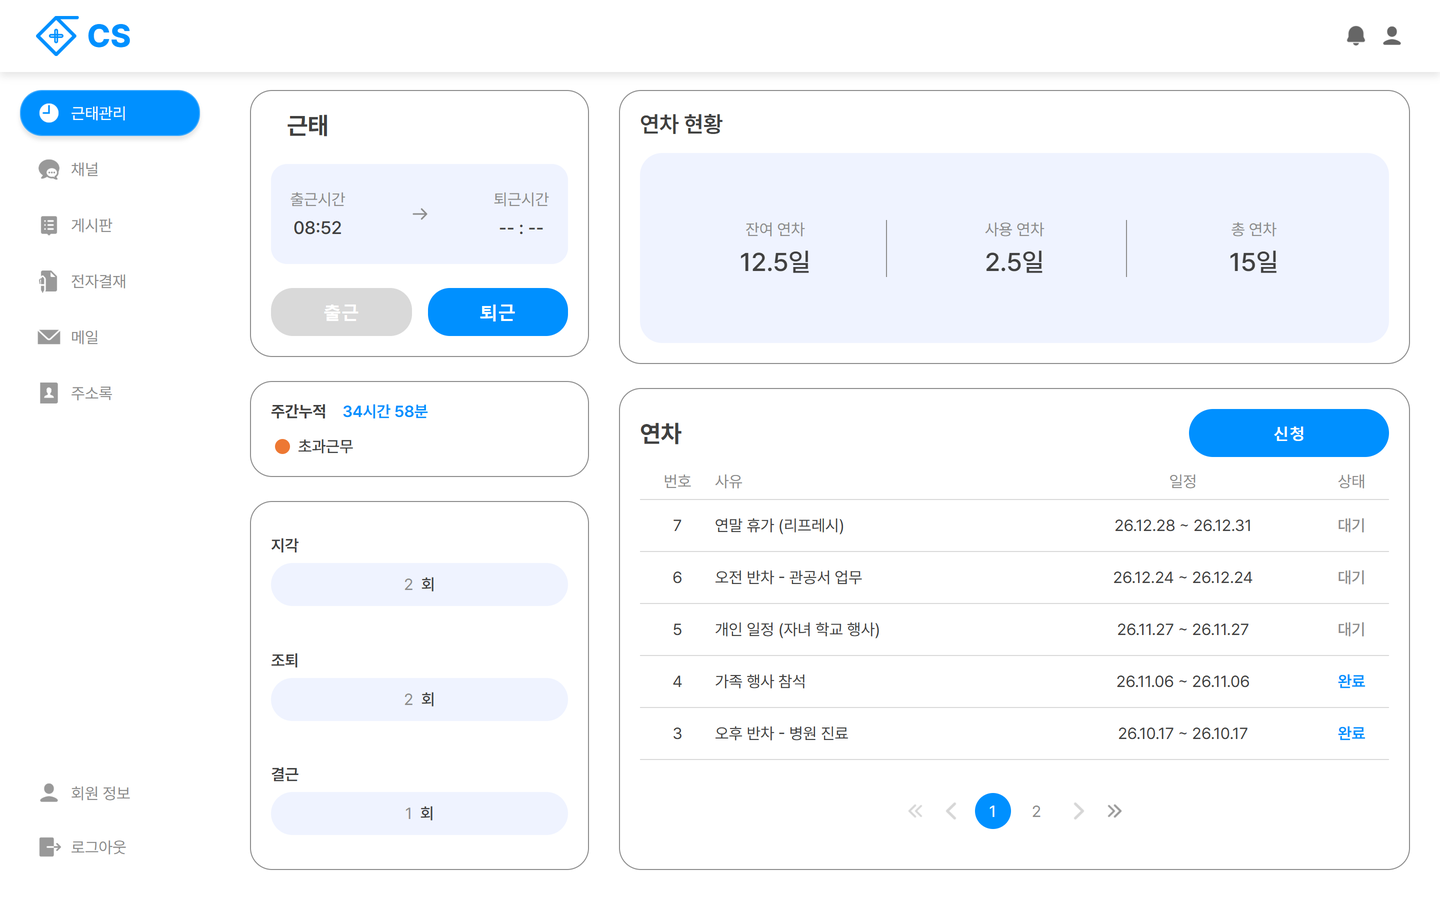 CS
근태관리
채널
게시판
전자결재
메일
주소록
회원 정보
로그아웃
근태
출근시간 → 퇴근시간
08:52 -- : --
출근 퇴근
주간누적 34시간 58분
초과근무
지각
2 회
조퇴
2 회
결근
1 회
연차 현황
잔여 연차 사용 연차 총 연차
12.5일 2.5일 15일
연차 신청
번호 사유 일정 상태
7 연말 휴가 (리프레시) 26.12.28 ~ 26.12.31 대기
6 오전 반차 - 관공서 업무 26.12.24 ~ 26.12.24 대기
5 개인 일정 (자녀 학교 행사) 26.11.27 ~ 26.11.27 대기
4 가족 행사 참석 26.11.06 ~ 26.11.06 완료
3 오후 반차 - 병원 진료 26.10.17 ~ 26.10.17 완료
1 2